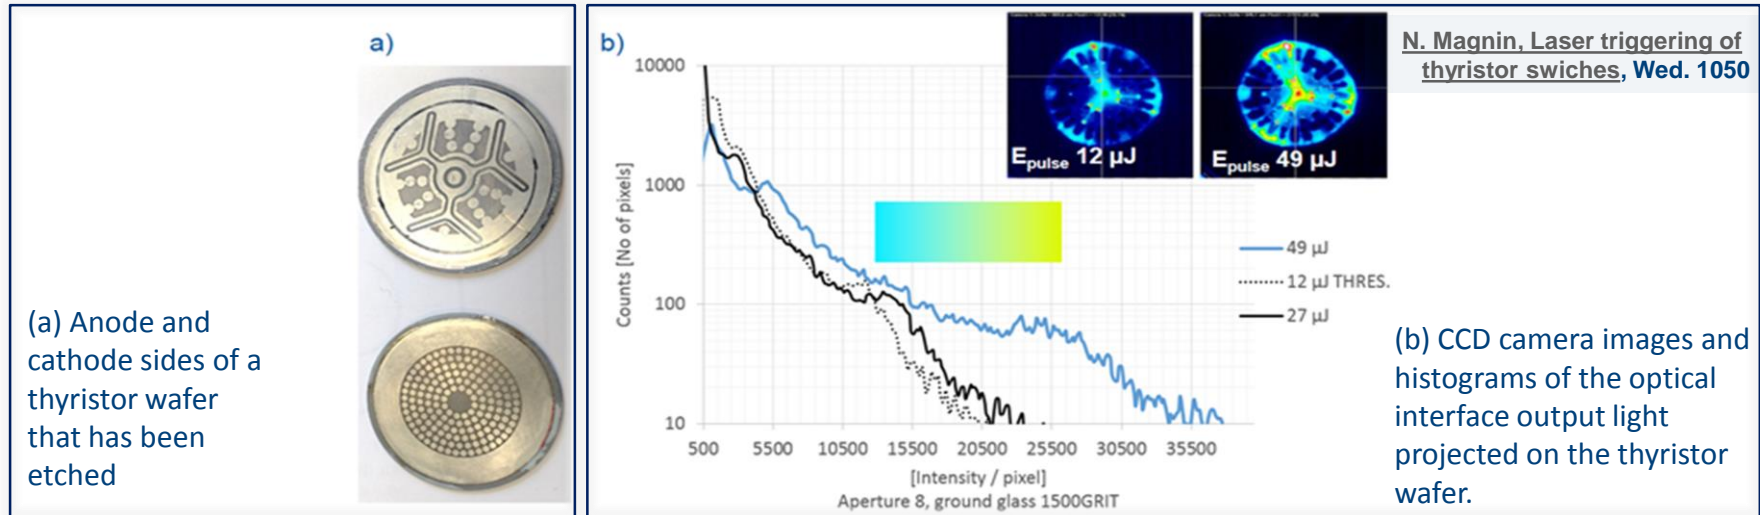 a)
(a) Anode and
cathode sides of a
thyristor wafer
that has been
etched
b)
10000
1000
100
10
Counts [No of pixels]
500 5500 10500 15500 20500 25500 30500 35500
[Intensity / pixel]
Aperture 8, ground glass 1500GRIT
Epulse 12 µJ
Epulse 49 µJ
49 µJ
12 µJ THRES.
27 µJ
N. Magnin, Laser triggering of
thyristor swiches, Wed. 1050
(b) CCD camera images and
histograms of the optical
interface output light
projected on the thyristor
wafer.